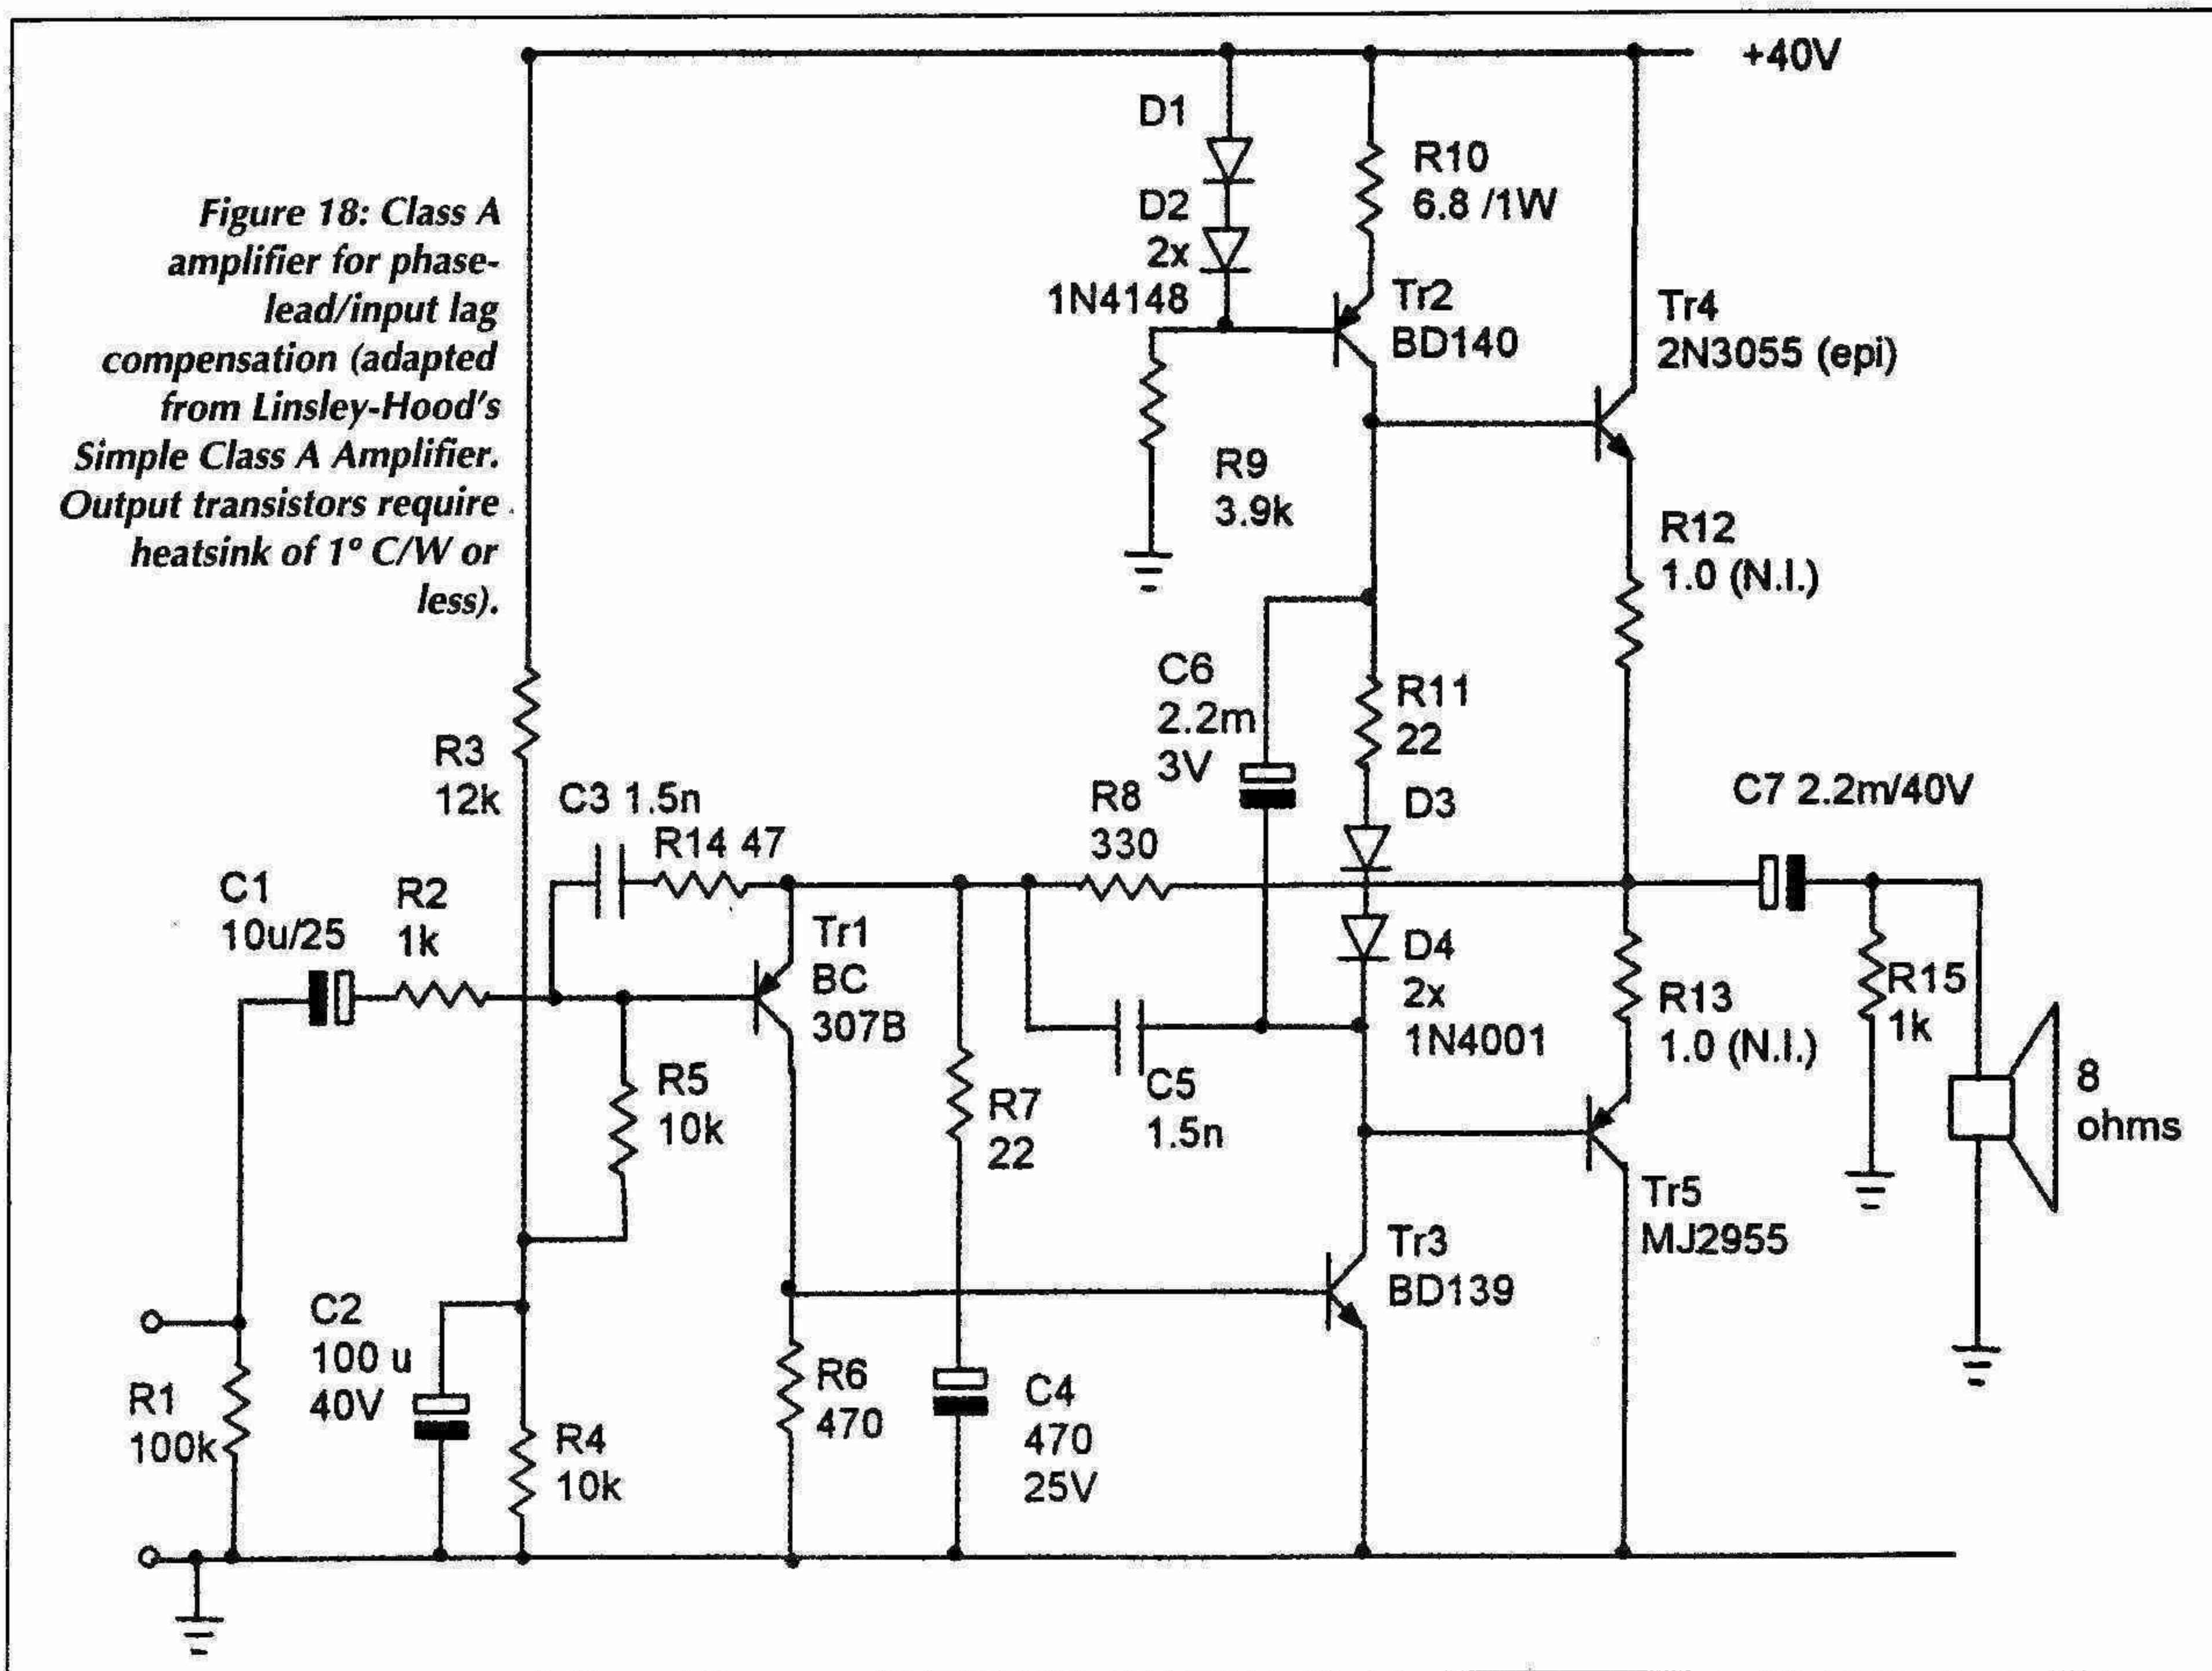 Figure 18: Class A
amplifier for phase-
lead/input lag
compensation (adapted
from Linsley-Hood's
Simple Class A Amplifier.
Output transistors require
heatsink of 1º C/W or
less).
+40V
D1
D2
2x
1N4148
R10
6.8 /1W
Tr2
BD140
Tr4
2N3055 (epi)
R9
3.9k
R12
1.0 (N.I.)
C6
2.2m
3V
R11
22
R3
12k
C3 1.5n
R14 47
R8
330
D3
C7 2.2m/40V
C1
10u/25
R2
1k
Tr1
BC
307B
D4
2x
1N4001
R13
1.0 (N.I.)
R15
1k
R5
10k
R7
22
C5
1.5n
8
ohms
Tr5
MJ2955
Tr3
BD139
C2
100 u
40V
R1
100k
R4
10k
R6
470
C4
470
25V